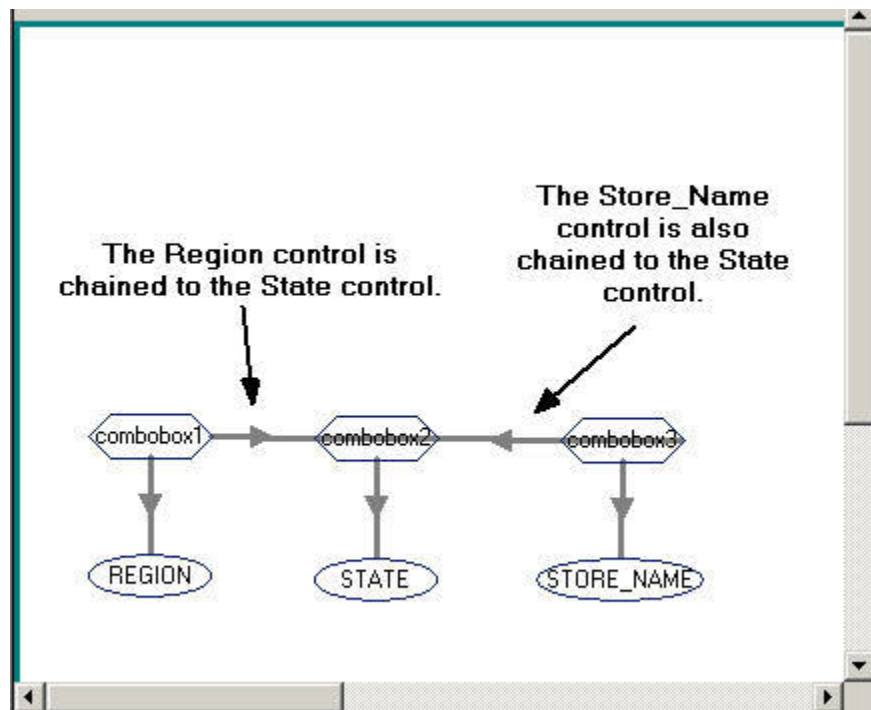 The Store_Name
control is also
chained to the State
control.
The Region control is
chained to the State control.
combobox1
combobox2
combobox3
REGION
STATE
STORE_NAME